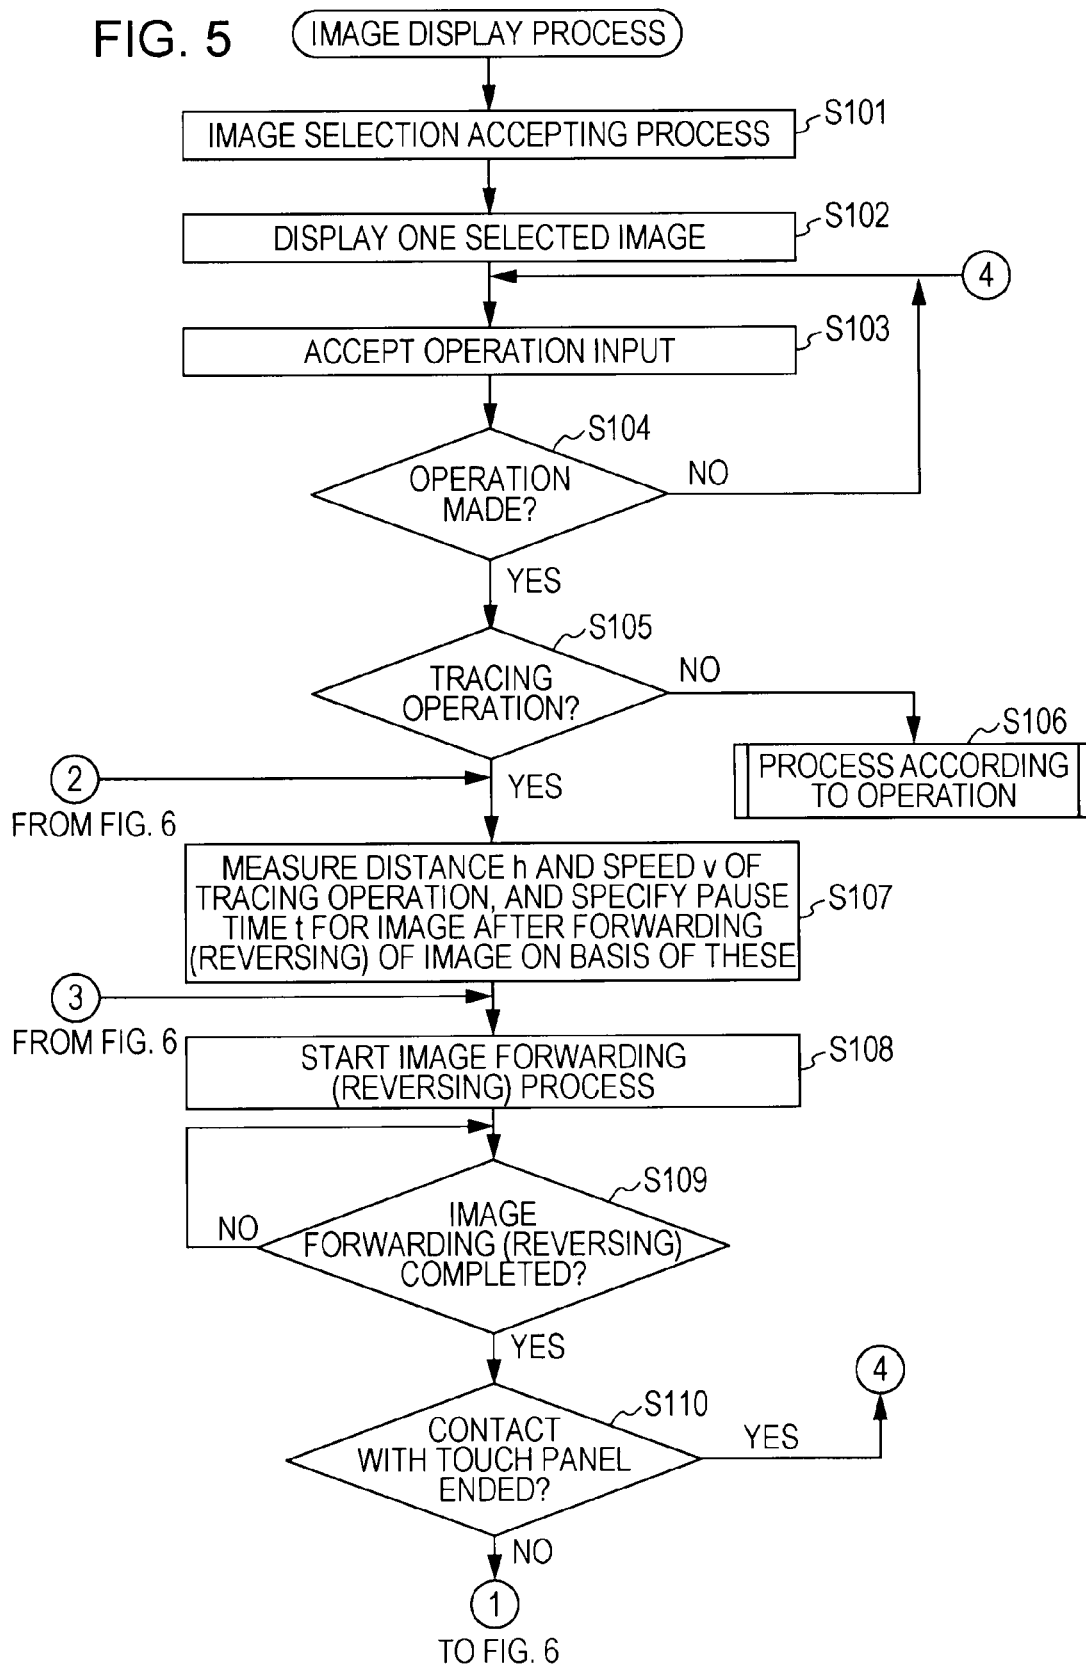 FIG. 5
IMAGE DISPLAY PROCESS
S101
IMAGE SELECTION ACCEPTING PROCESS
S102
DISPLAY ONE SELECTED IMAGE
4
S103
ACCEPT OPERATION INPUT
S104
OPERATION
MADE?
NO
YES
S105
TRACING
OPERATION?
NO
S106
PROCESS ACCORDING
TO OPERATION
2
FROM FIG. 6
YES
MEASURE DISTANCE h AND SPEED v OF
TRACING OPERATION, AND SPECIFY PAUSE
TIME t FOR IMAGE AFTER FORWARDING
(REVERSING) OF IMAGE ON BASIS OF THESE
S107
3
FROM FIG. 6
START IMAGE FORWARDING
(REVERSING) PROCESS
S108
S109
IMAGE
FORWARDING (REVERSING)
COMPLETED?
NO
YES
4
S110
CONTACT
WITH TOUCH PANEL
ENDED?
YES
NO
1
TO FIG. 6